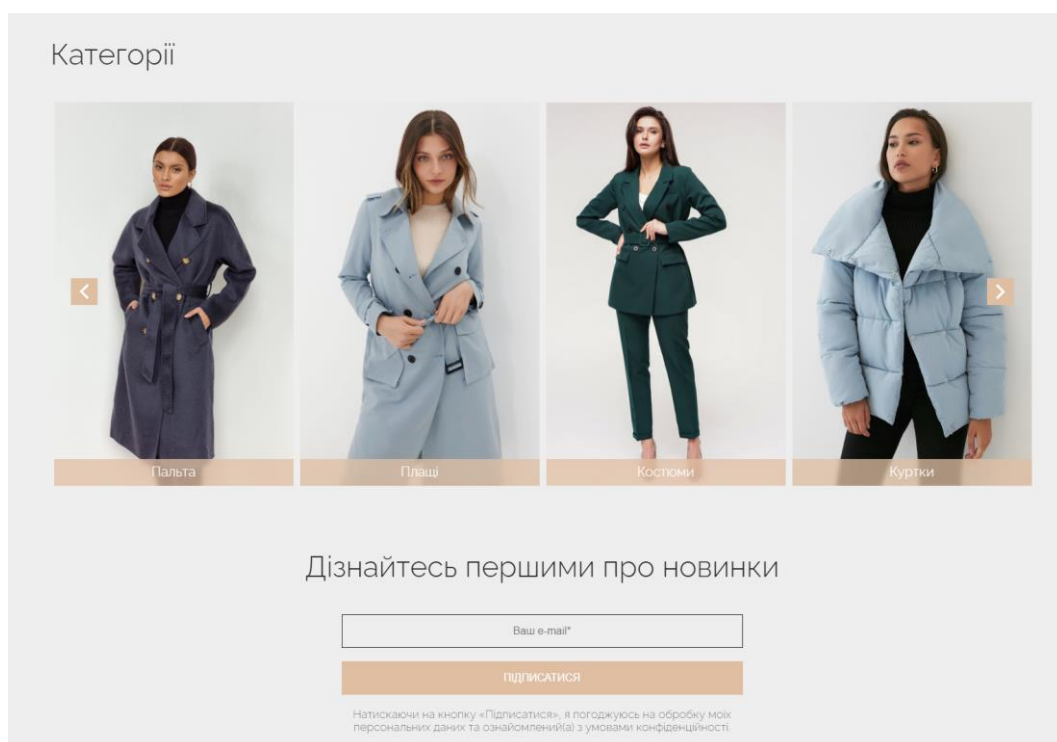 Категорії
Пальта
Плащі
Костюми
Куртки
Дізнайтесь першими про новинки
Ваш e-mail*
ПІДПИСАТИСЯ
Натискаючи на кнопку «Підписатися», я погоджуюсь на обробку моїх
персональних даних та ознайомлений(а) з умовами конфіденційності